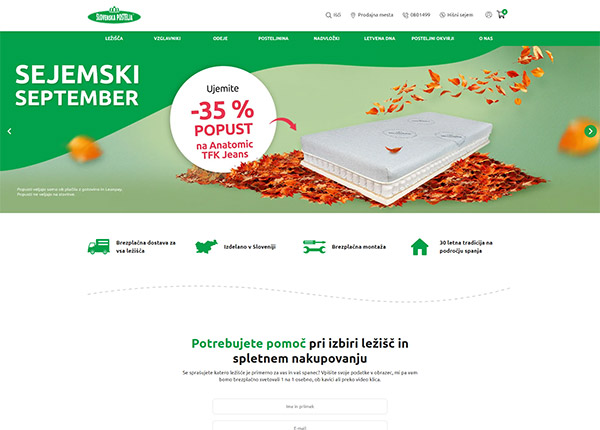 SLOVENSKA POSTELJA
Išči
Prodajna mesta
0801499
Hišni sejem
0
LEŽIŠČA
VZGLAVNIKI
ODEJE
POSTELJNINA
NADVLOŽKI
LETVENA DNA
POSTELJNI OKVIRJI
O NAS
SEJEMSKI
SEPTEMBER
Ujemite
-35 %
POPUST
na Anatomic
TFK Jeans
Popusti veljajo samo ob plačilu z gotovino in
Popusti ne veljajo na storitve.
Brezplačna dostava za
vsa ležišča
Izdelano v Sloveniji
Brezplačna montaža
30 letna tradicija na
področju spanja
Potrebujete pomoč pri izbiri ležišč in
spletnem nakupovanju
Se sprašujete katero ležišče je primerno za vas in vaš spanec? Vpišite svoje podatke v obrazec, mi pa vam
bomo brezplačno svetovali 1 na 1 osebno, ob kavici ali preko video klica.
Ime in priimek
E-mail